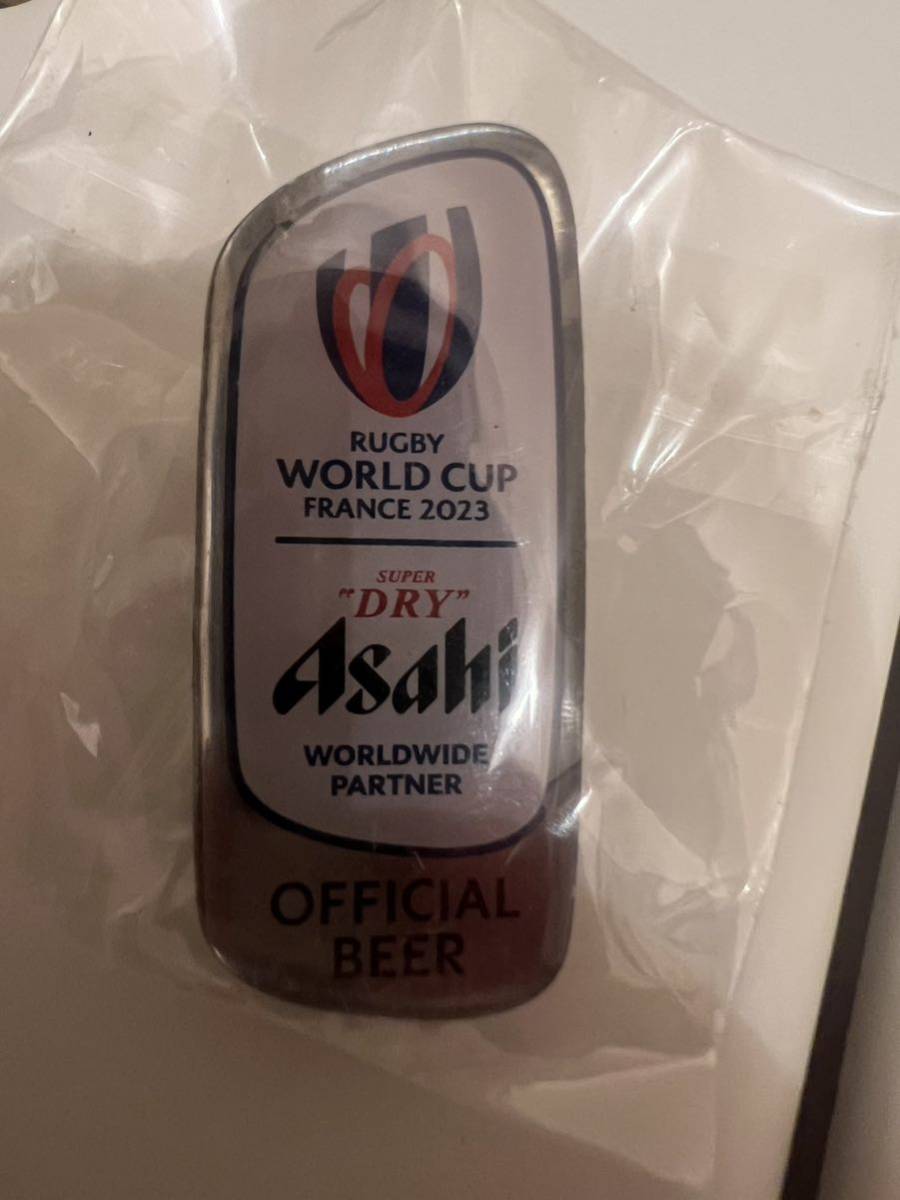 RUGBY
WORLD CUP
FRANCE 2023
SUPER
"DRY"
Asahi
WORLDWIDE
PARTNER
OFFICIAL
BEER